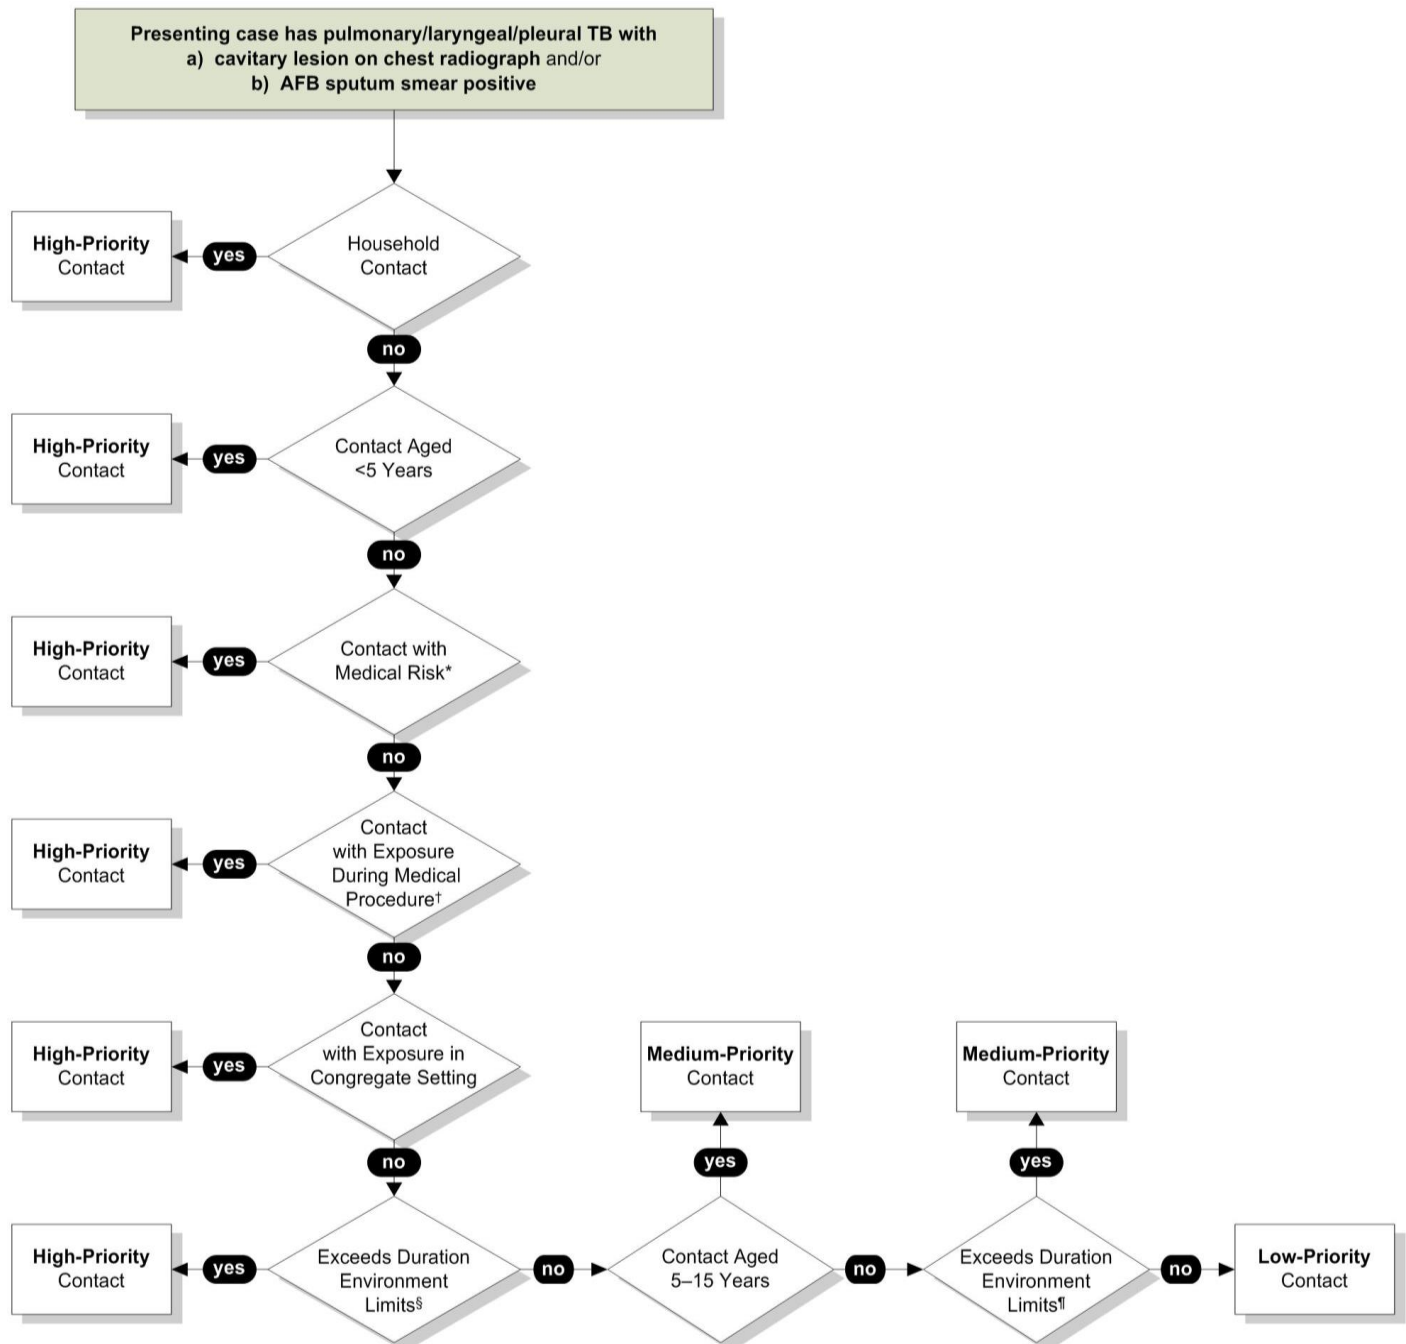 Presenting case has pulmonary/laryngeal/pleural TB with
a) cavitary lesion on chest radiograph and/or
b) AFB sputum smear positive
High-Priority
Contact
yes
Household
Contact
no
High-Priority
Contact
yes
Contact Aged
<5 Years
no
High-Priority
Contact
yes
Contact with
Medical Risk*
no
High-Priority
Contact
yes
Contact
with Exposure
During Medical
Procedure†
no
High-Priority
Contact
yes
Contact
with Exposure in
Congregate Setting
no
Medium-Priority
Contact
yes
Medium-Priority
Contact
yes
High-Priority
Contact
yes
Exceeds Duration
Environment
Limits§
no
Contact Aged
5–15 Years
no
Exceeds Duration
Environment
Limits¶
no
Low-Priority
Contact